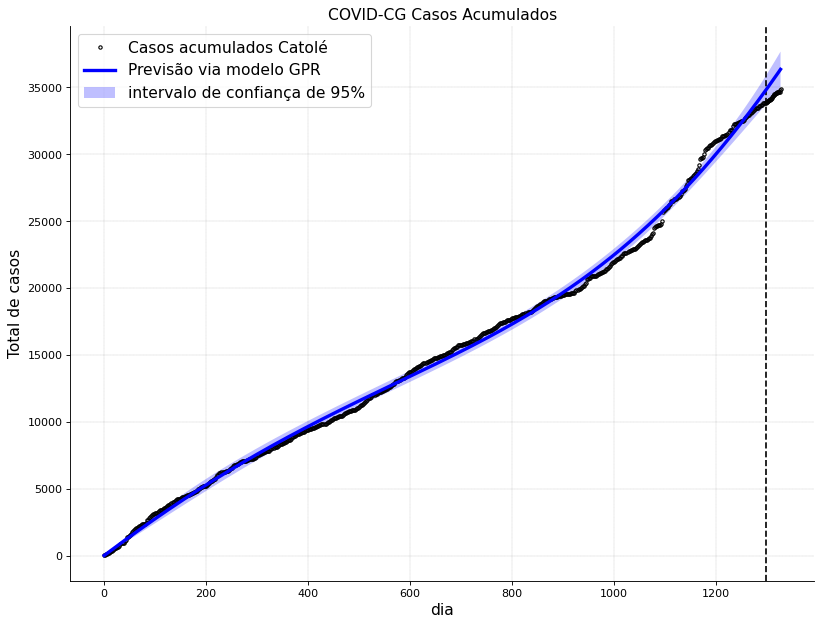 COVID-CG Casos Acumulados
Casos acumulados Catolé
Previsão via modelo GPR
intervalo de confiança de 95%
35000
30000
25000
20000
15000
10000
5000
0
Total de casos
0 200 400 600 800 1000 1200
dia